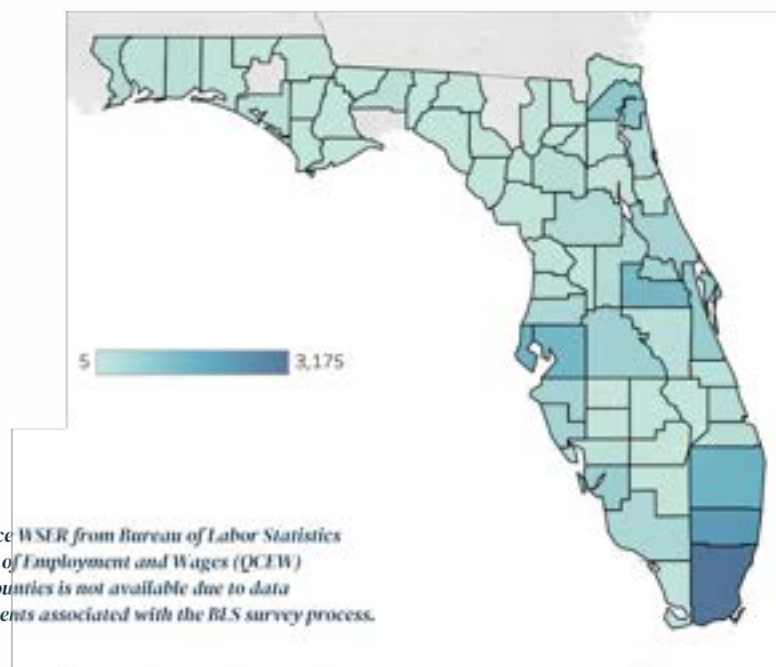 5 3,175
ce WSER from Bureau of Labor Statistics
of Employment and Wages (QCEW)
ounties is not available due to data
ents associated with the BLS survey process.